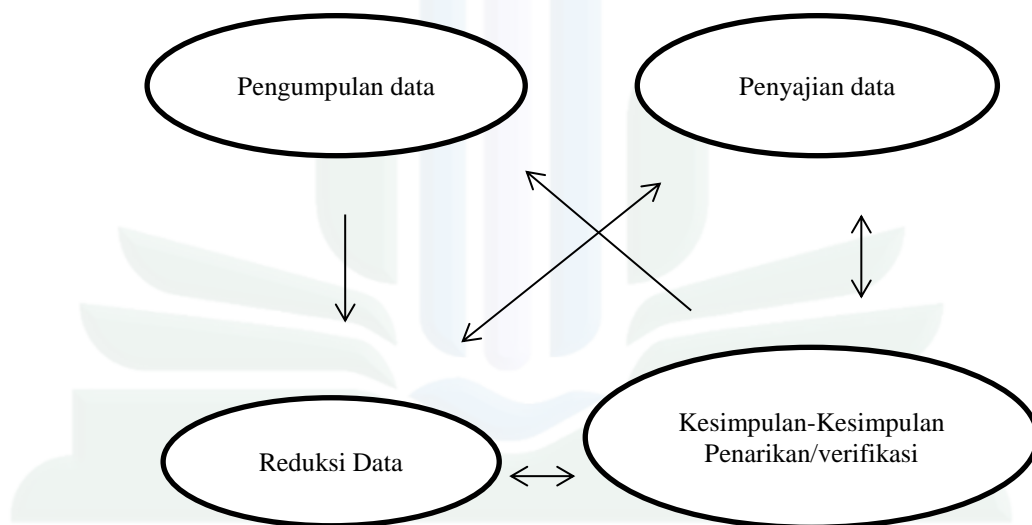 Pengumpulan data
Penyajian data
Reduksi Data
Kesimpulan-Kesimpulan
Penarikan/verifikasi